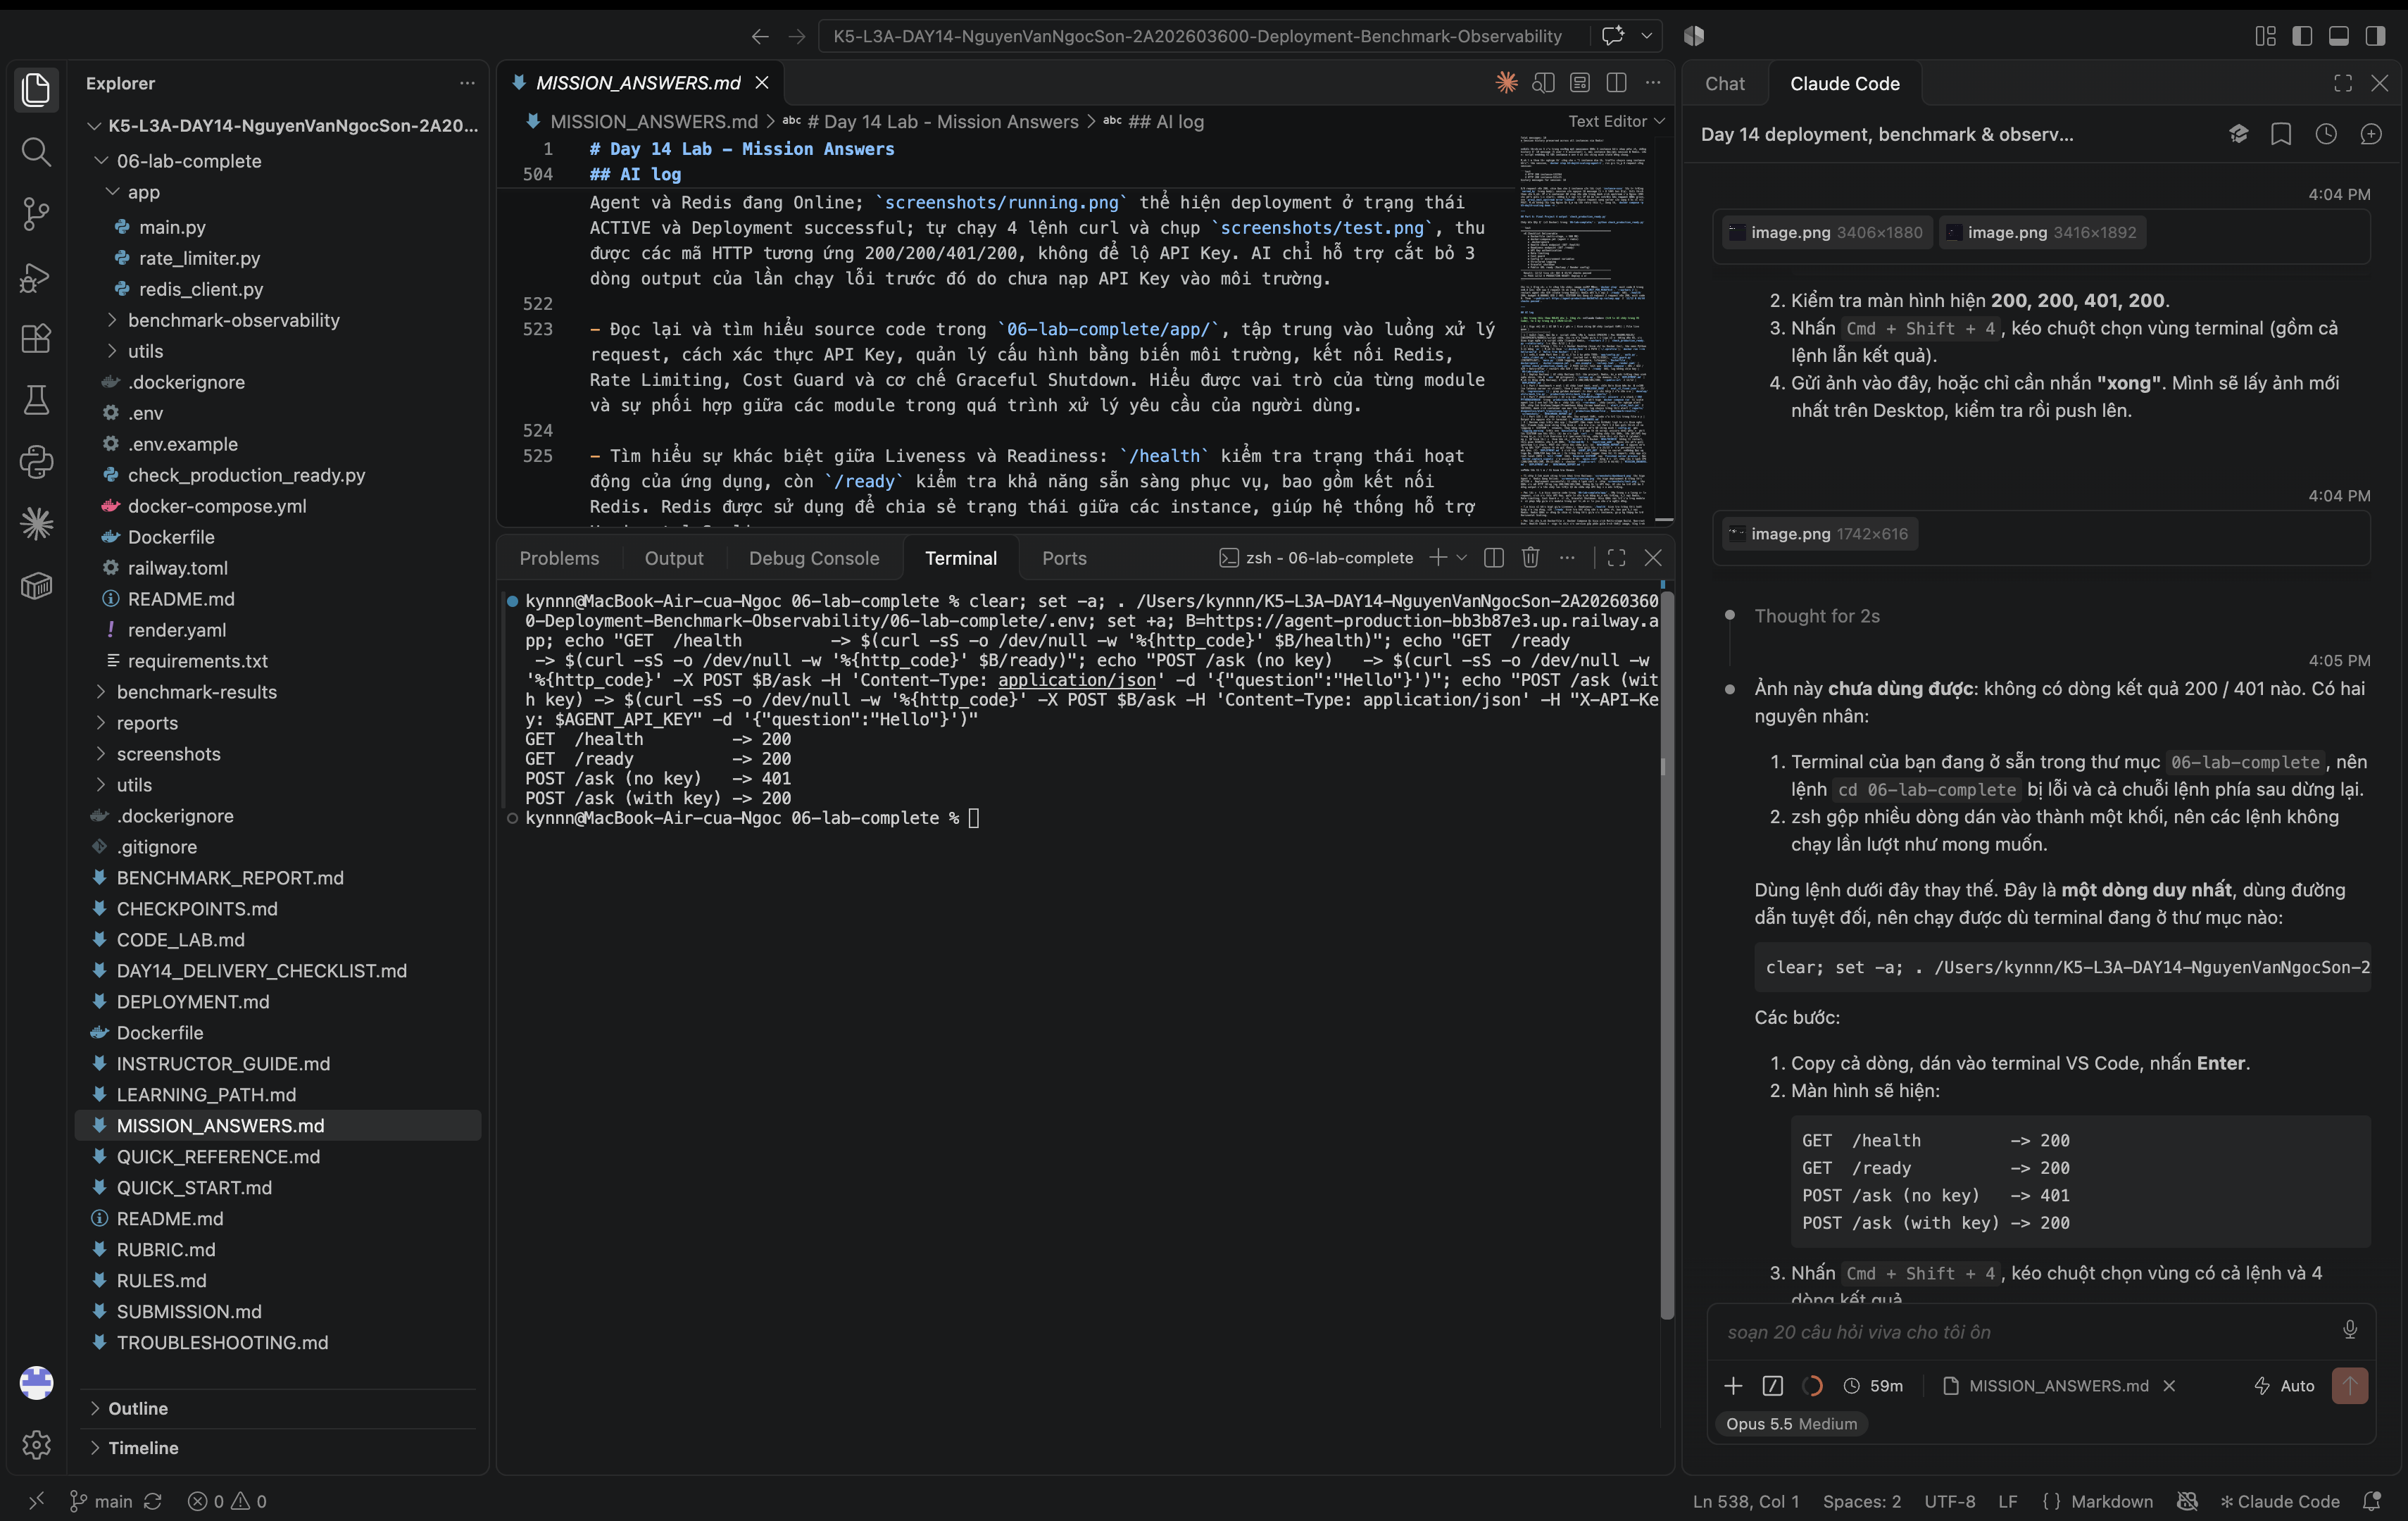 K5-L3A-DAY14-NguyenVanNgocSon-2A202603600-Deployment-Benchmark-Observability
Explorer
K5-L3A-DAY14-NguyenVanNgocSon-2A20...
06-lab-complete
app
main.py
rate_limiter.py
redis_client.py
benchmark-observability
utils
.dockerignore
.env
.env.example
check_production_ready.py
docker-compose.yml
Dockerfile
railway.toml
README.md
render.yaml
requirements.txt
benchmark-results
reports
screenshots
utils
.dockerignore
.gitignore
BENCHMARK_REPORT.md
CHECKPOINTS.md
CODE_LAB.md
DAY14_DELIVERY_CHECKLIST.md
DEPLOYMENT.md
Dockerfile
INSTRUCTOR_GUIDE.md
LEARNING_PATH.md
MISSION_ANSWERS.md
QUICK_REFERENCE.md
QUICK_START.md
README.md
RUBRIC.md
RULES.md
SUBMISSION.md
TROUBLESHOOTING.md
Outline
Timeline
MISSION_ANSWERS.md
MISSION_ANSWERS.md > abc # Day 14 Lab - Mission Answers > abc ## AI log
Text Editor
1 # Day 14 Lab - Mission Answers
504 ## AI log
Agent và Redis đang Online; `screenshots/running.png` thể hiện deployment ở trạng thái
ACTIVE và Deployment successful; tự chạy 4 lệnh curl và chụp `screenshots/test.png`, thu
được các mã HTTP tương ứng 200/200/401/200, không để lộ API Key. AI chỉ hỗ trợ cắt bỏ 3
dòng output của lần chạy lỗi trước đó do chưa nạp API Key vào môi trường.
522
523 - Đọc lại và tìm hiểu source code trong `06-lab-complete/app/`, tập trung vào luồng xử lý
request, cách xác thực API Key, quản lý cấu hình bằng biến môi trường, kết nối Redis,
Rate Limiting, Cost Guard và cơ chế Graceful Shutdown. Hiểu được vai trò của từng module
và sự phối hợp giữa các module trong quá trình xử lý yêu cầu của người dùng.
524
525 - Tìm hiểu sự khác biệt giữa Liveness và Readiness: `/health` kiểm tra trạng thái hoạt
động của ứng dụng, còn `/ready` kiểm tra khả năng sẵn sàng phục vụ, bao gồm kết nối
Redis. Redis được sử dụng để chia sẻ trạng thái giữa các instance, giúp hệ thống hỗ trợ
Problems Output Debug Console Terminal Ports
zsh - 06-lab-complete
kynnn@MacBook-Air-cua-Ngoc 06-lab-complete % clear; set -a; . /Users/kynnn/K5-L3A-DAY14-NguyenVanNgocSon-2A20260360
0-Deployment-Benchmark-Observability/06-lab-complete/.env; set +a; B=https://agent-production-bb3b87e3.up.railway.a
pp; echo "GET  /health         -> $(curl -sS -o /dev/null -w '%{http_code}' $B/health)"; echo "GET  /ready
 -> $(curl -sS -o /dev/null -w '%{http_code}' $B/ready)"; echo "POST /ask (no key)   -> $(curl -sS -o /dev/null -w
'%{http_code}' -X POST $B/ask -H 'Content-Type: application/json' -d '{"question":"Hello"}')"; echo "POST /ask (wit
h key) -> $(curl -sS -o /dev/null -w '%{http_code}' -X POST $B/ask -H 'Content-Type: application/json' -H "X-API-Ke
y: $AGENT_API_KEY" -d '{"question":"Hello"}')"
GET  /health         -> 200
GET  /ready          -> 200
POST /ask (no key)   -> 401
POST /ask (with key) -> 200
kynnn@MacBook-Air-cua-Ngoc 06-lab-complete %
Chat
Claude Code
Day 14 deployment, benchmark & observ...
4:04 PM
image.png 3406×1880 image.png 3416×1892
2. Kiểm tra màn hình hiện 200, 200, 401, 200.
3. Nhấn Cmd + Shift + 4, kéo chuột chọn vùng terminal (gồm cả
lệnh lẫn kết quả).
4. Gửi ảnh vào đây, hoặc chỉ cần nhắn "xong". Mình sẽ lấy ảnh mới
nhất trên Desktop, kiểm tra rồi push lên.
4:04 PM
image.png 1742×616
Thought for 2s
4:05 PM
Ảnh này chưa dùng được: không có dòng kết quả 200 / 401 nào. Có hai
nguyên nhân:
1. Terminal của bạn đang ở sẵn trong thư mục 06-lab-complete, nên
lệnh cd 06-lab-complete bị lỗi và cả chuỗi lệnh phía sau dừng lại.
2. zsh gộp nhiều dòng dán vào thành một khối, nên các lệnh không
chạy lần lượt như mong muốn.
Dùng lệnh dưới đây thay thế. Đây là một dòng duy nhất, dùng đường
dẫn tuyệt đối, nên chạy được dù terminal đang ở thư mục nào:
clear; set -a; . /Users/kynnn/K5-L3A-DAY14-NguyenVanNgocSon-2
Các bước:
1. Copy cả dòng, dán vào terminal VS Code, nhấn Enter.
2. Màn hình sẽ hiện:
GET  /health         -> 200
GET  /ready          -> 200
POST /ask (no key)   -> 401
POST /ask (with key) -> 200
3. Nhấn Cmd + Shift + 4, kéo chuột chọn vùng có cả lệnh và 4
dòng kết quả
soạn 20 câu hỏi viva cho tôi ôn
59m
MISSION_ANSWERS.md
Auto
Opus 5.5 Medium
main
0 0
Ln 538, Col 1
Spaces: 2
UTF-8
LF
{ } Markdown
Claude Code